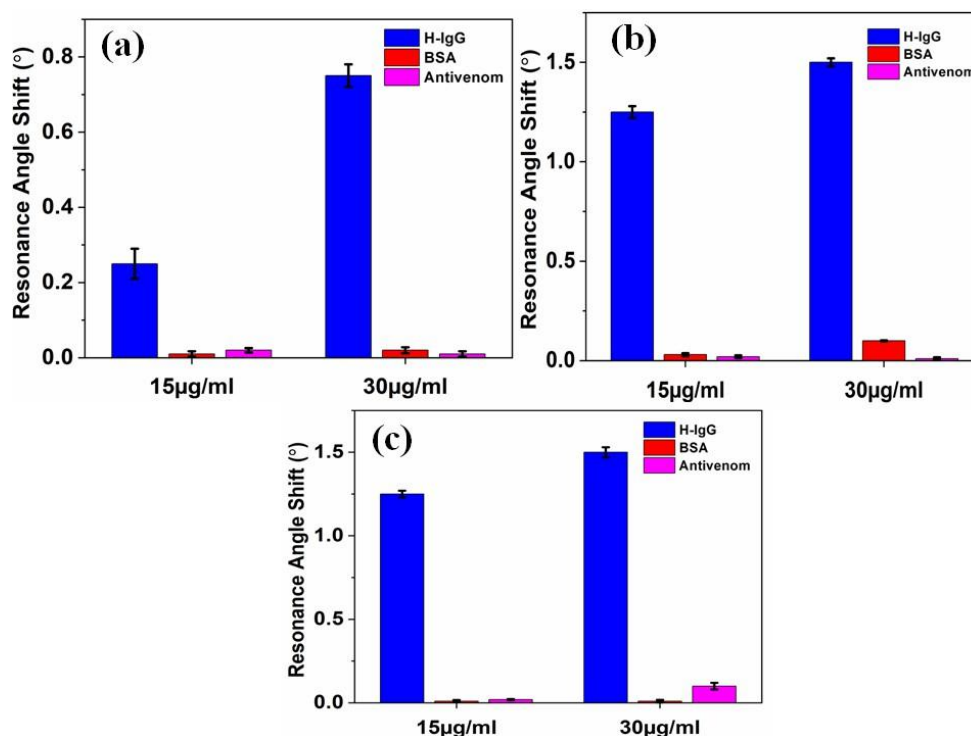 (a)
H-IgG
BSA
Antivenom
Resonance Angle Shift (°)
0.8
0.6
0.4
0.2
0.0
15µg/ml 30µg/ml
(b)
H-IgG
BSA
Antivenom
Resonance Angle Shift (°)
1.5
1.0
0.5
0.0
15µg/ml 30µg/ml
(c)
H-IgG
BSA
Antivenom
Resonance Angle Shift (°)
1.5
1.0
0.5
0.0
15µg/ml 30µg/ml